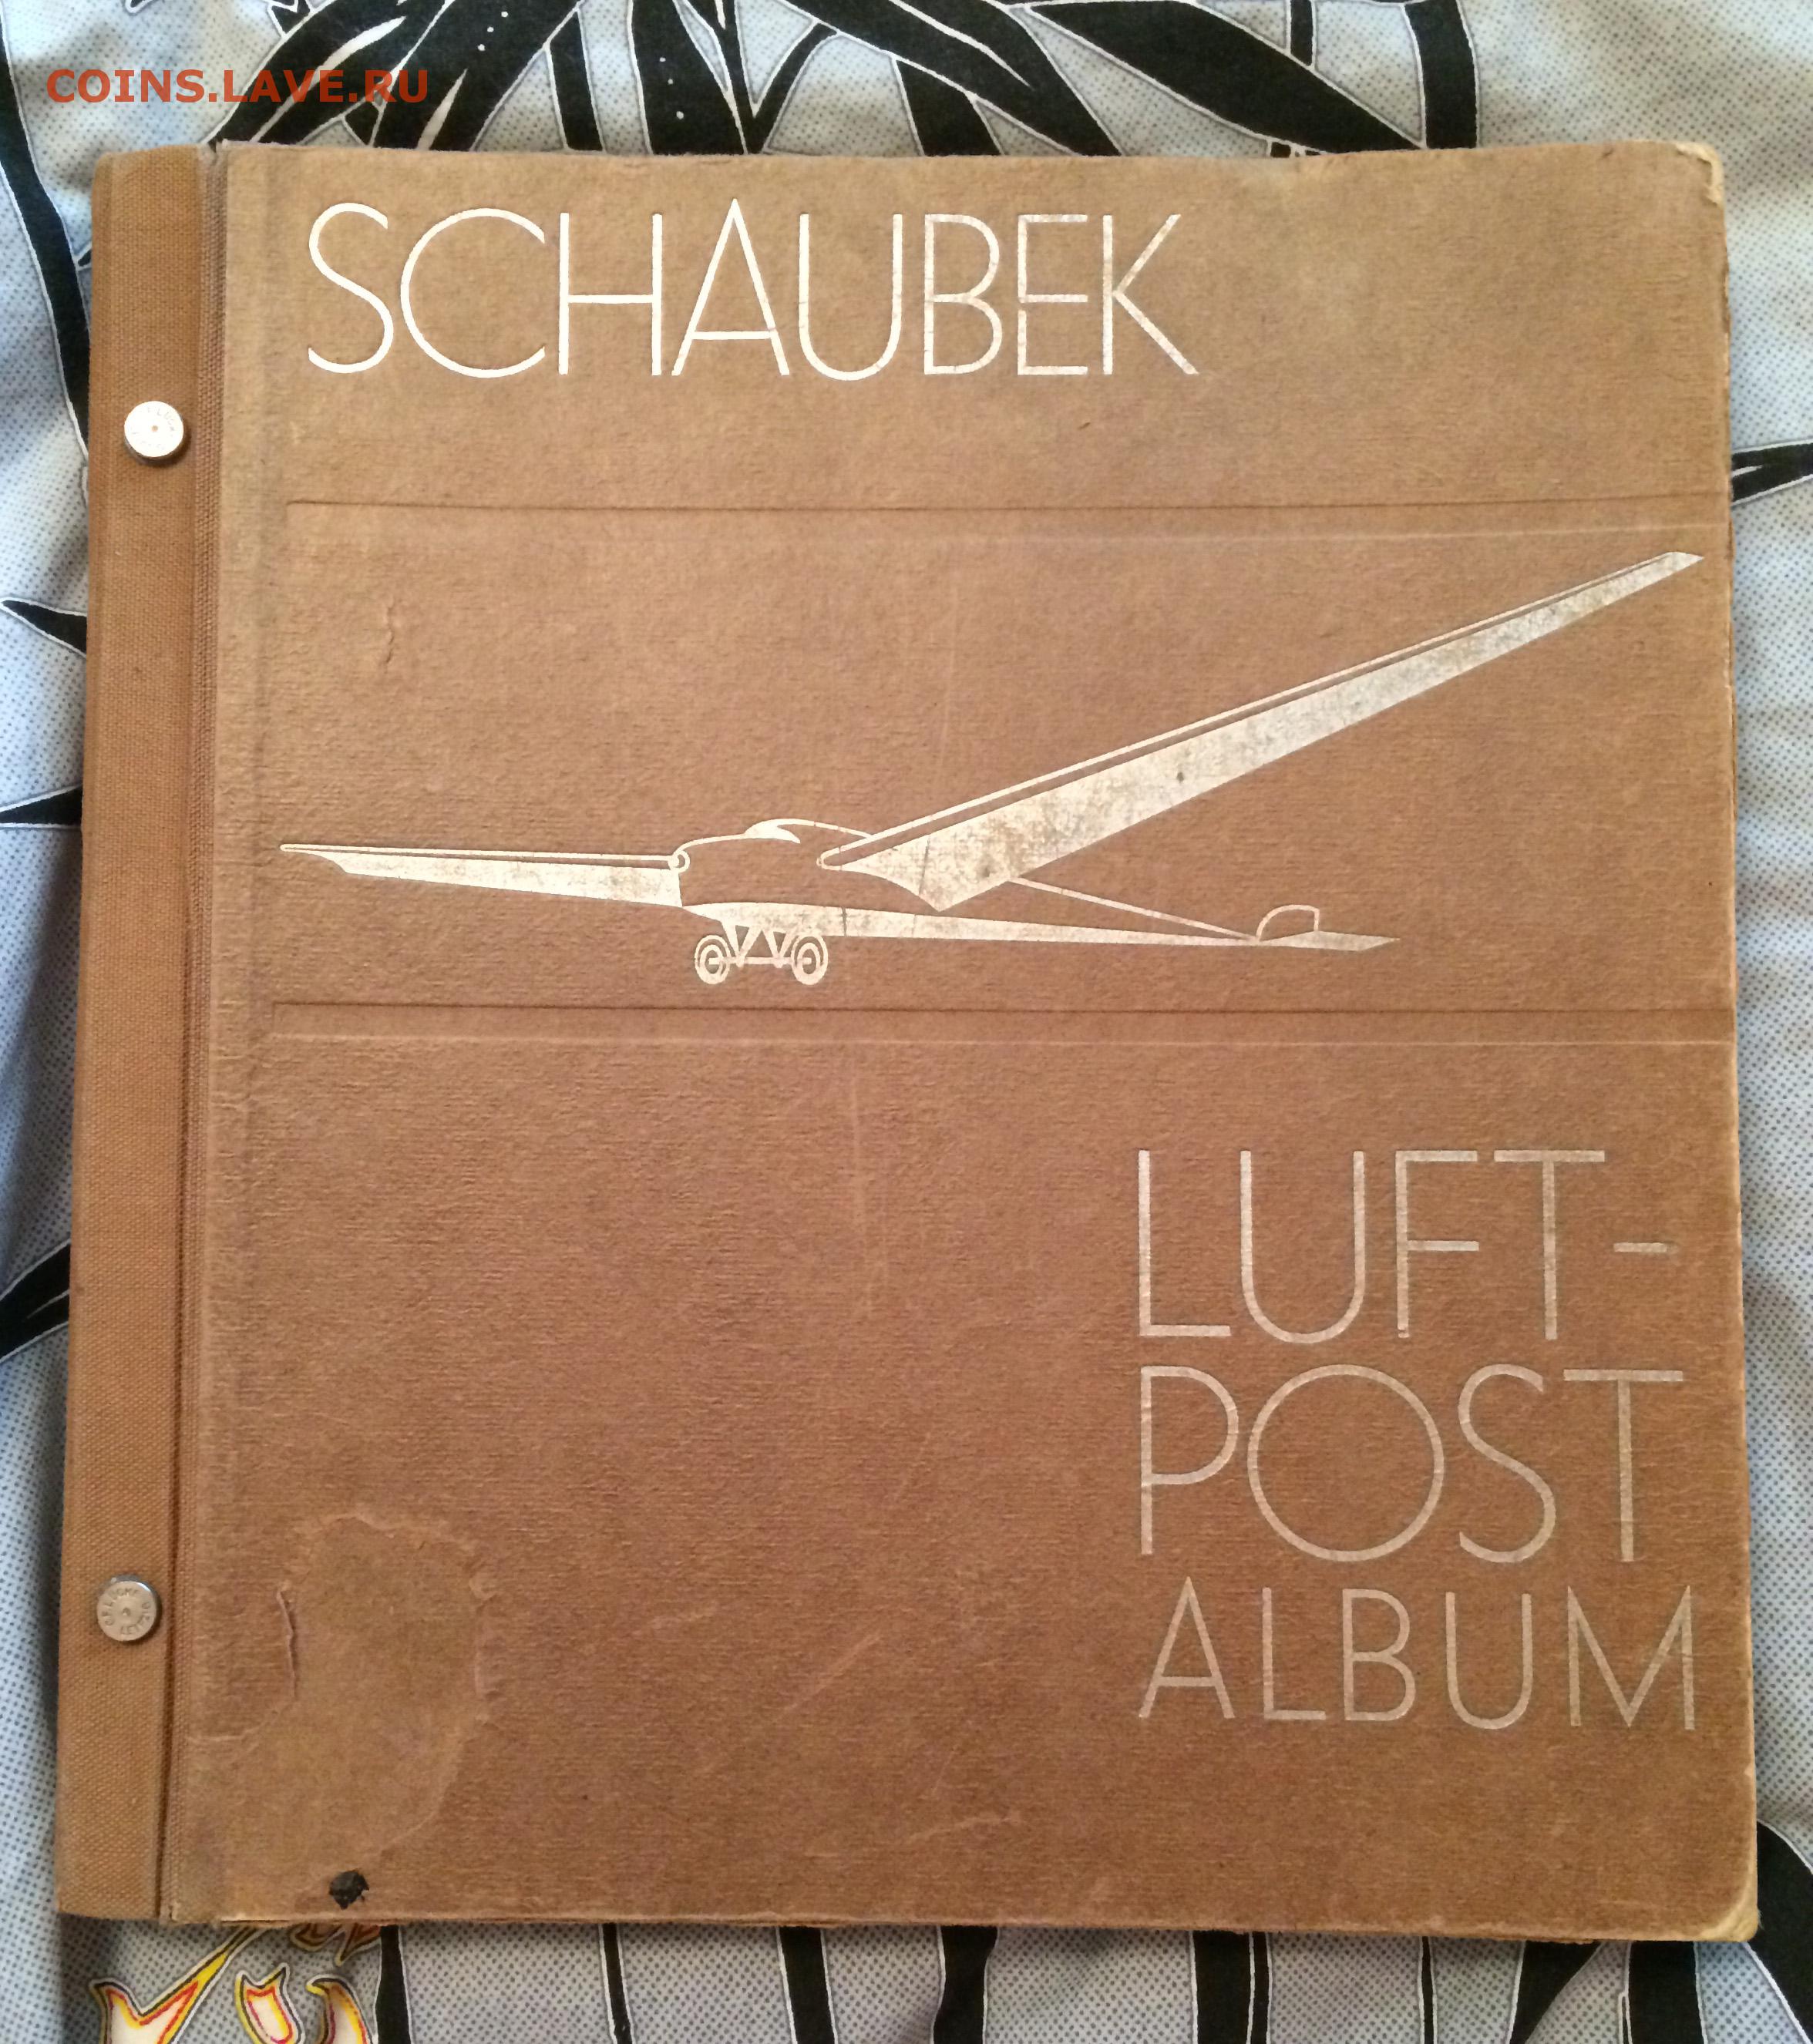 COINS.LAVE.RU
SCHAUBEK
LUFT-
POST
ALBUM